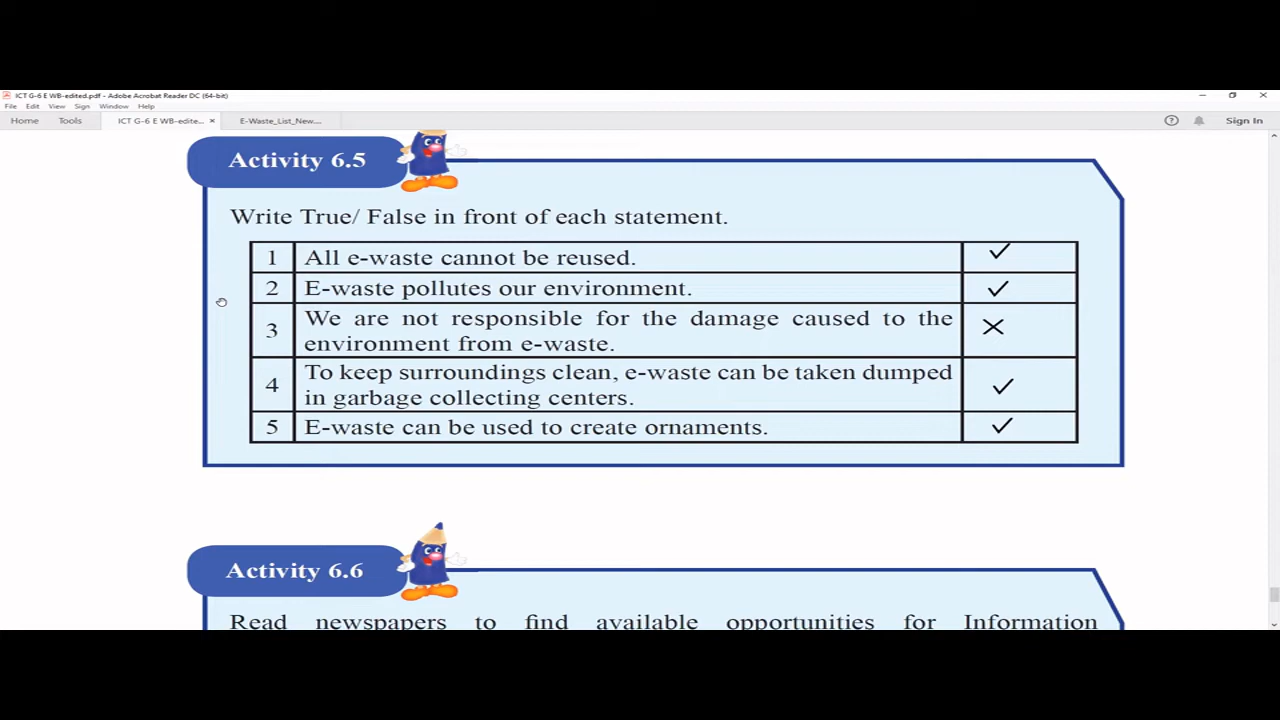 ICT G-6 E WB-edited.pdf - Adobe Acrobat Reader DC (64-bit)
File Edit View Sign Window Help
Home Tools ICT G-6 E WB-edite... × E-Waste_List_New.... Sign In
Activity 6.5
Write True/ False in front of each statement.
1 All e-waste cannot be reused. ✓
2 E-waste pollutes our environment. ✓
3 We are not responsible for the damage caused to the
environment from e-waste. ✗
4 To keep surroundings clean, e-waste can be taken dumped
in garbage collecting centers. ✓
5 E-waste can be used to create ornaments. ✓
Activity 6.6
Read newspapers to find available opportunities for Information